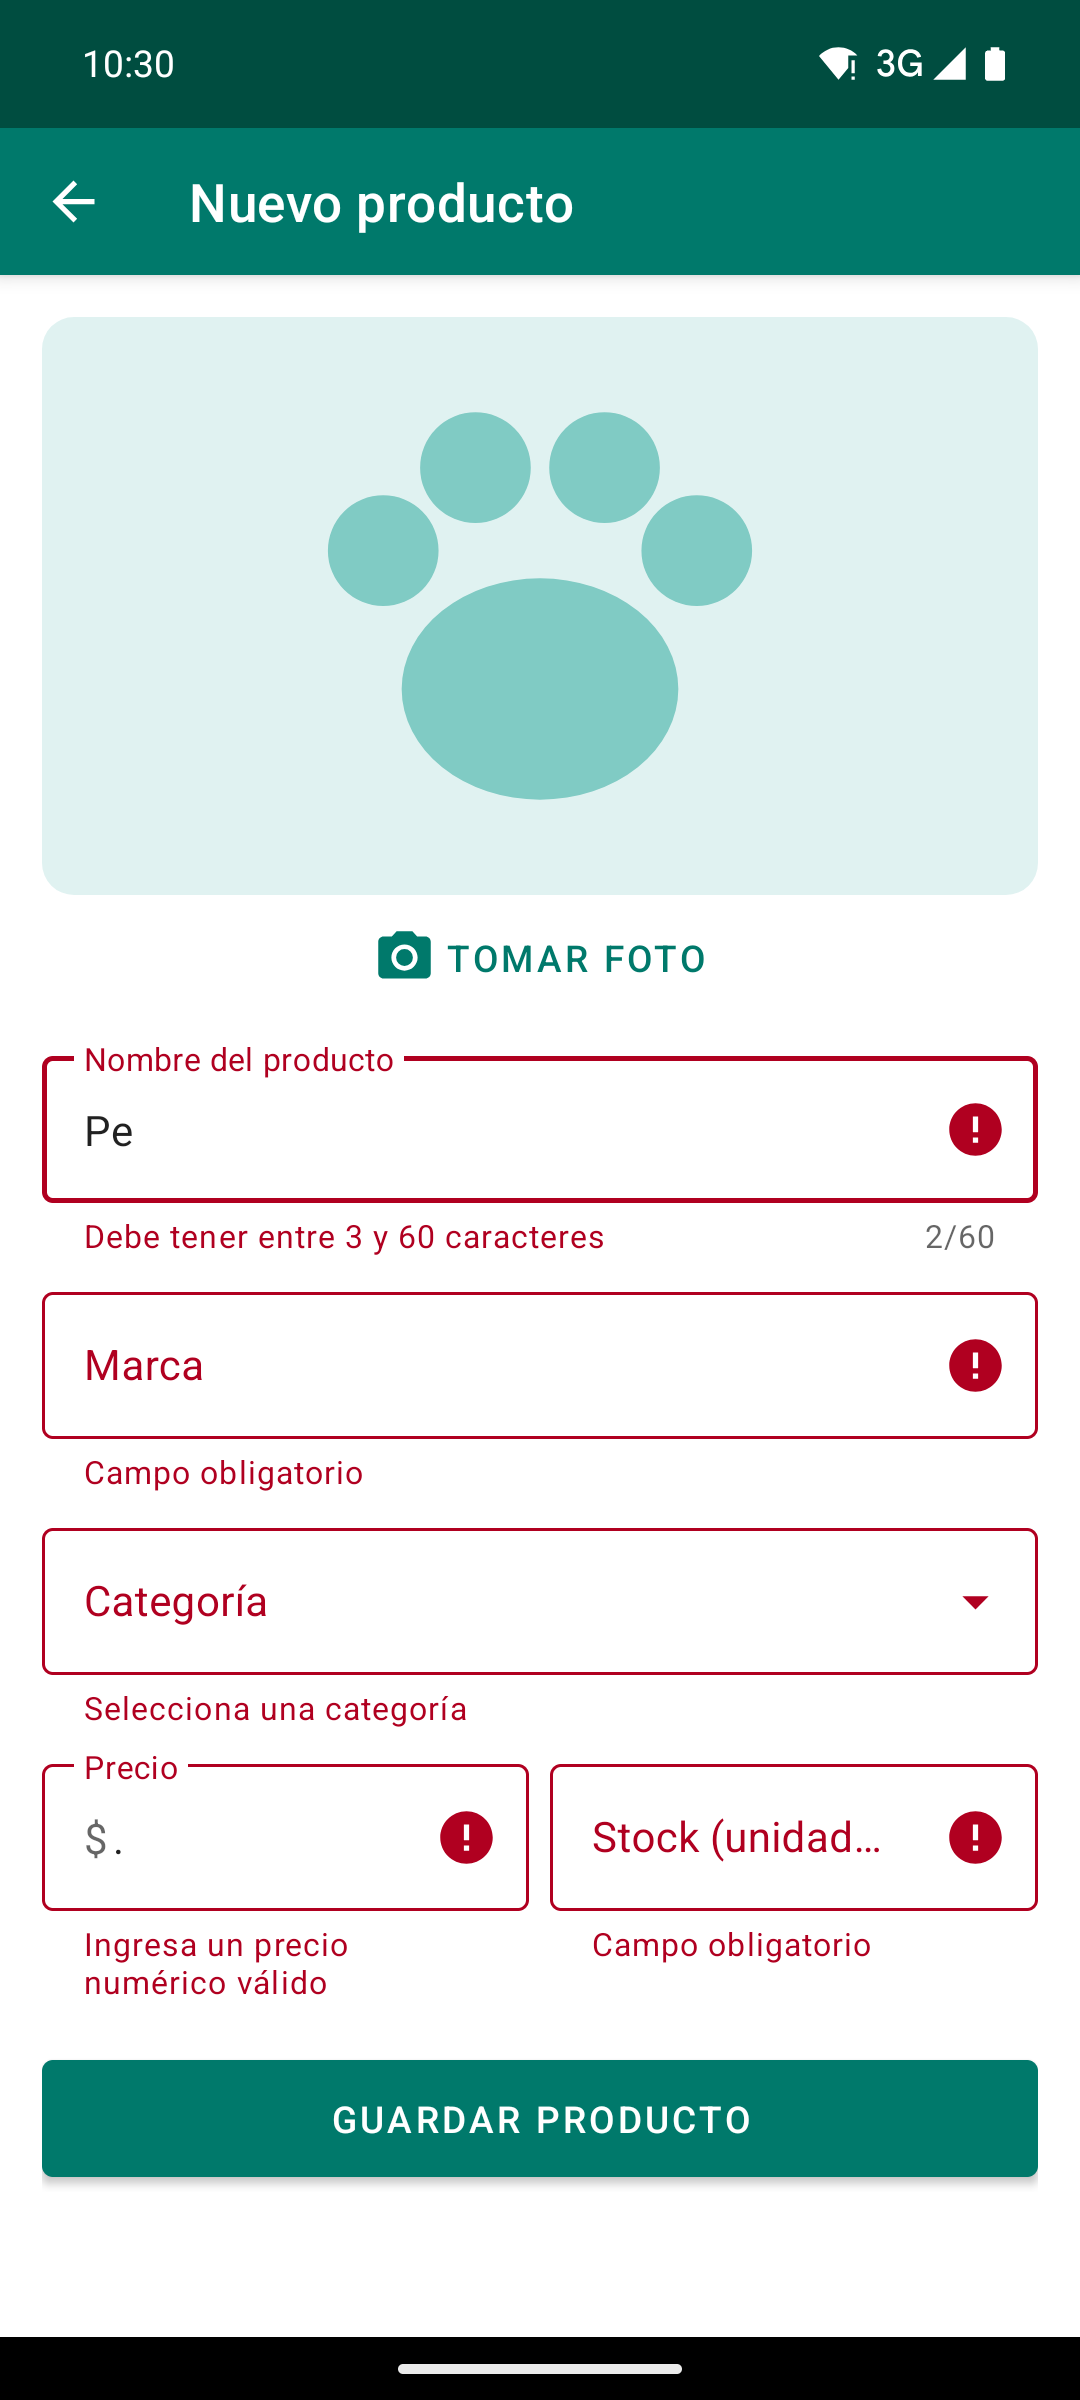 10:30
3G
Nuevo producto
TOMAR FOTO
Nombre del producto
Pe
Debe tener entre 3 y 60 caracteres
2/60
Marca
Campo obligatorio
Categoría
Selecciona una categoría
Precio
$ .
Stock (unidad…
Ingresa un precio
numérico válido
Campo obligatorio
GUARDAR PRODUCTO